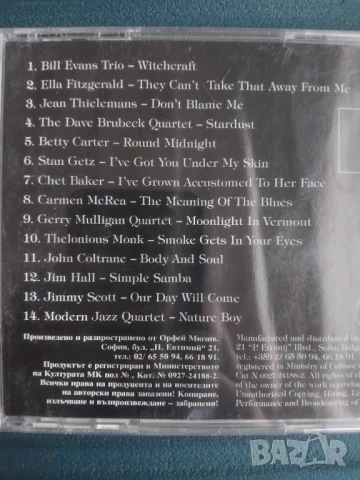 1. Bill Evans Trio – Witchcraft
2. Ella Fitzgerald – They Can't Take That Away From Me
3. Jean Thielemans – Don't Blame Me
4. The Dave Brubeck Quartet – Stardust
5. Betty Carter – Round Midnight
6. Stan Getz – I've Got You Under My Skin
7. Chet Baker – I've Grown Accustomed To Her Face
8. Carmen McRea – The Meaning Of The Blues
9. Gerry Mulligan Quartet – Moonlight In Vermont
10. Thelonious Monk – Smoke Gets In Your Eyes
11. John Coltrane – Body And Soul
12. Jim Hall – Simple Samba
13. Jimmy Scott – Our Day Will Come
14. Modern Jazz Quartet – Nature Boy
Произведено и разпространено от Орфей Мюзик.
София, бул. „П. Евтимий" 21,
тел.: 02/ 65 50 94, 66 18 91.
Продуктът е регистриран в Министерството
на Културата МК под № , Кат. № 0927-24188-2.
Всички права на продуцента и на носителите
на авторски права запазени! Копиране,
излъчване и възпроизвеждане – забранени!
Manufactured and distributed by
21 "P. Evtimij" Blvd., Sofia, Bulga
tel: +359 2/ 65 50 94, 66 18 91.
registered in Ministry of Culture
Cat № 0927-24188-2. All rights of
of the owner of the work reproduc
Unauthorized Copying, Hiring, Le
Performance and Broadcasting of
BAZAR